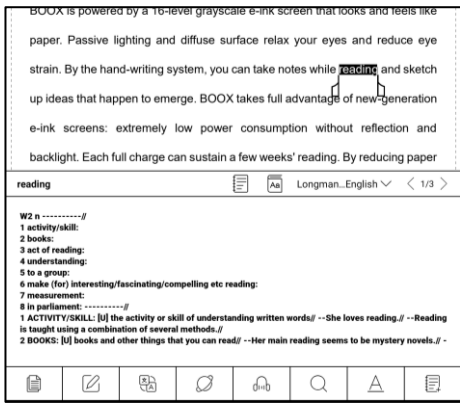 BOOX is powered by a 16-level grayscale e-ink screen that looks and feels like
paper. Passive lighting and diffuse surface relax your eyes and reduce eye
strain. By the hand-writing system, you can take notes while reading and sketch
up ideas that happen to emerge. BOOX takes full advantage of new-generation
e-ink screens: extremely low power consumption without reflection and
backlight. Each full charge can sustain a few weeks' reading. By reducing paper
reading Aa Longman...English 1/3
W2 n ----------//
1 activity/skill:
2 books:
3 act of reading:
4 understanding:
5 to a group:
6 make (for) interesting/fascinating/compelling etc reading:
7 measurement:
8 in parliament: ----------//
1 ACTIVITY/SKILL: [U] the activity or skill of understanding written words// --She loves reading.// --Reading
is taught using a combination of several methods.//
2 BOOKS: [U] books and other things that you can read// --Her main reading seems to be mystery novels.// -
A